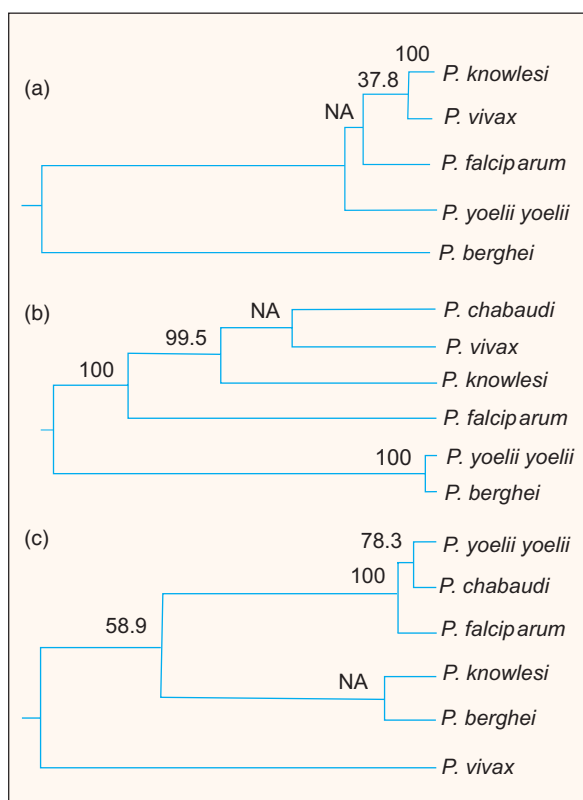 100
(a)
P. knowlesi
37.8
NA
P. vivax
P. falciparum
P. yoelii yoelii
P. berghei
(b)
NA
P. chabaudi
99.5
P. vivax
100
P. knowlesi
P. falciparum
100
P. yoelii yoelii
P. berghei
(c)
78.3
P. yoelii yoelii
100
P. chabaudi
58.9
P. falciparum
NA
P. knowlesi
P. berghei
P. vivax